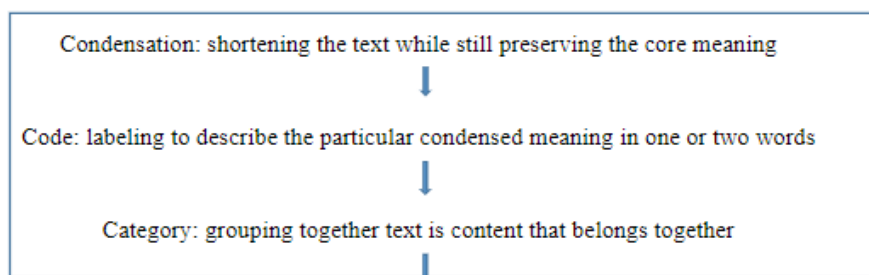 Condensation: shortening the text while still preserving the core meaning
Code: labeling to describe the particular condensed meaning in one or two words
Category: grouping together text is content that belongs together